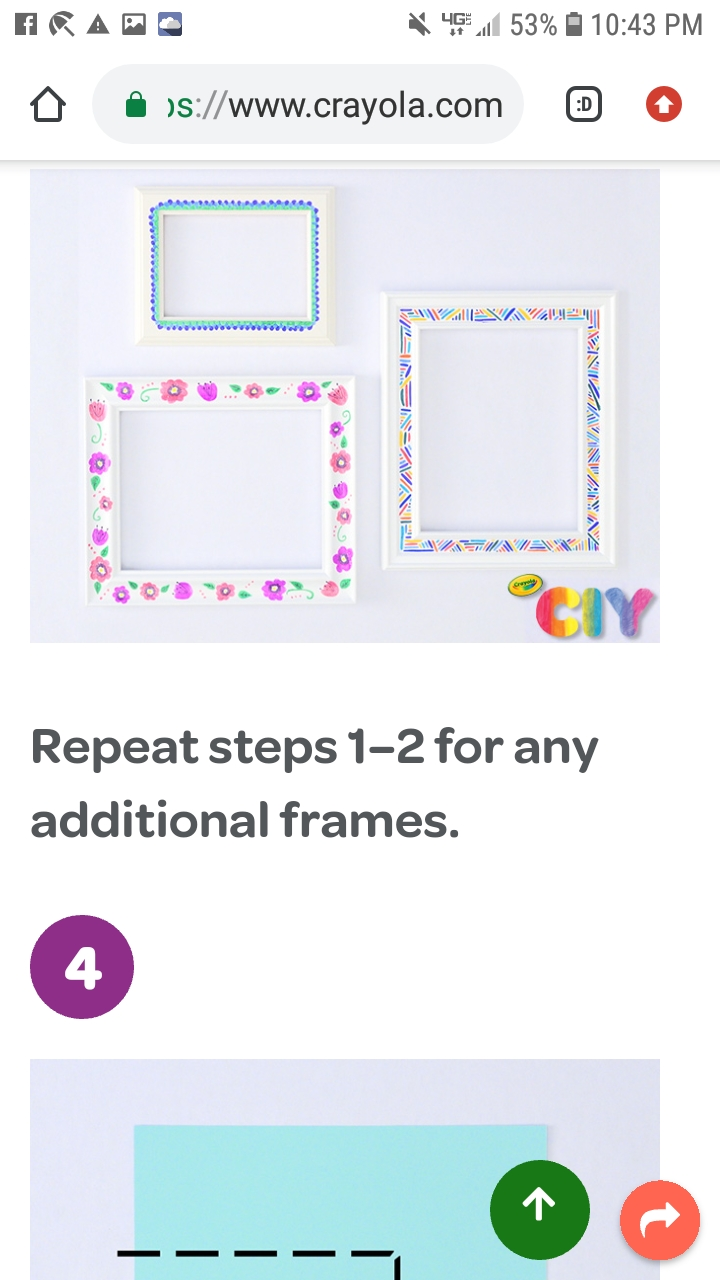 4G LTE 53% 10:43 PM
ps://www.crayola.com :D
Crayola
CIY
Repeat steps 1–2 for any
additional frames.
4